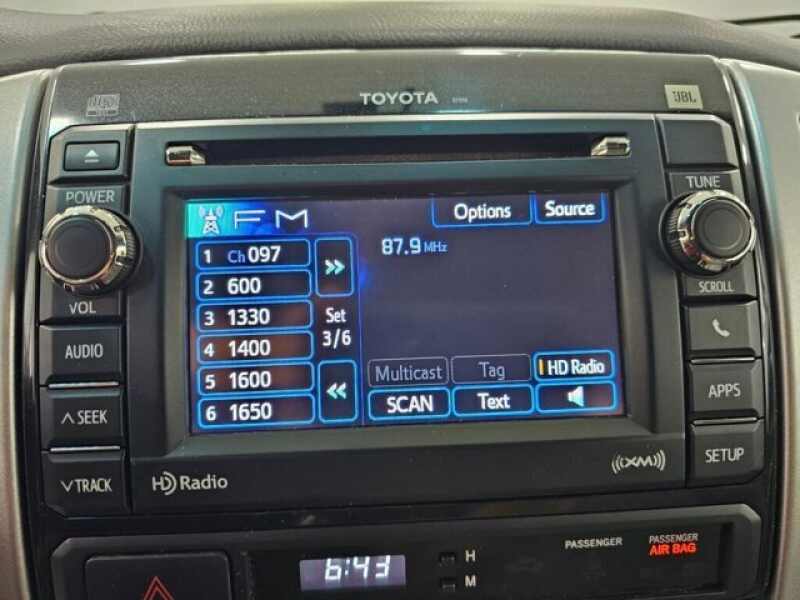 TOYOTA
JBL
POWER
VOL
AUDIO
∧ SEEK
∨ TRACK
FM
Options
Source
1 Ch 097
2 600
3 1330
4 1400
5 1600
6 1650
>>
Set
3/6
<<
87.9 MHz
Multicast
Tag
HD Radio
SCAN
Text
TUNE
SCROLL
APPS
SETUP
HD Radio
((XM))
6:43
H
M
PASSENGER
PASSENGER
AIR BAG